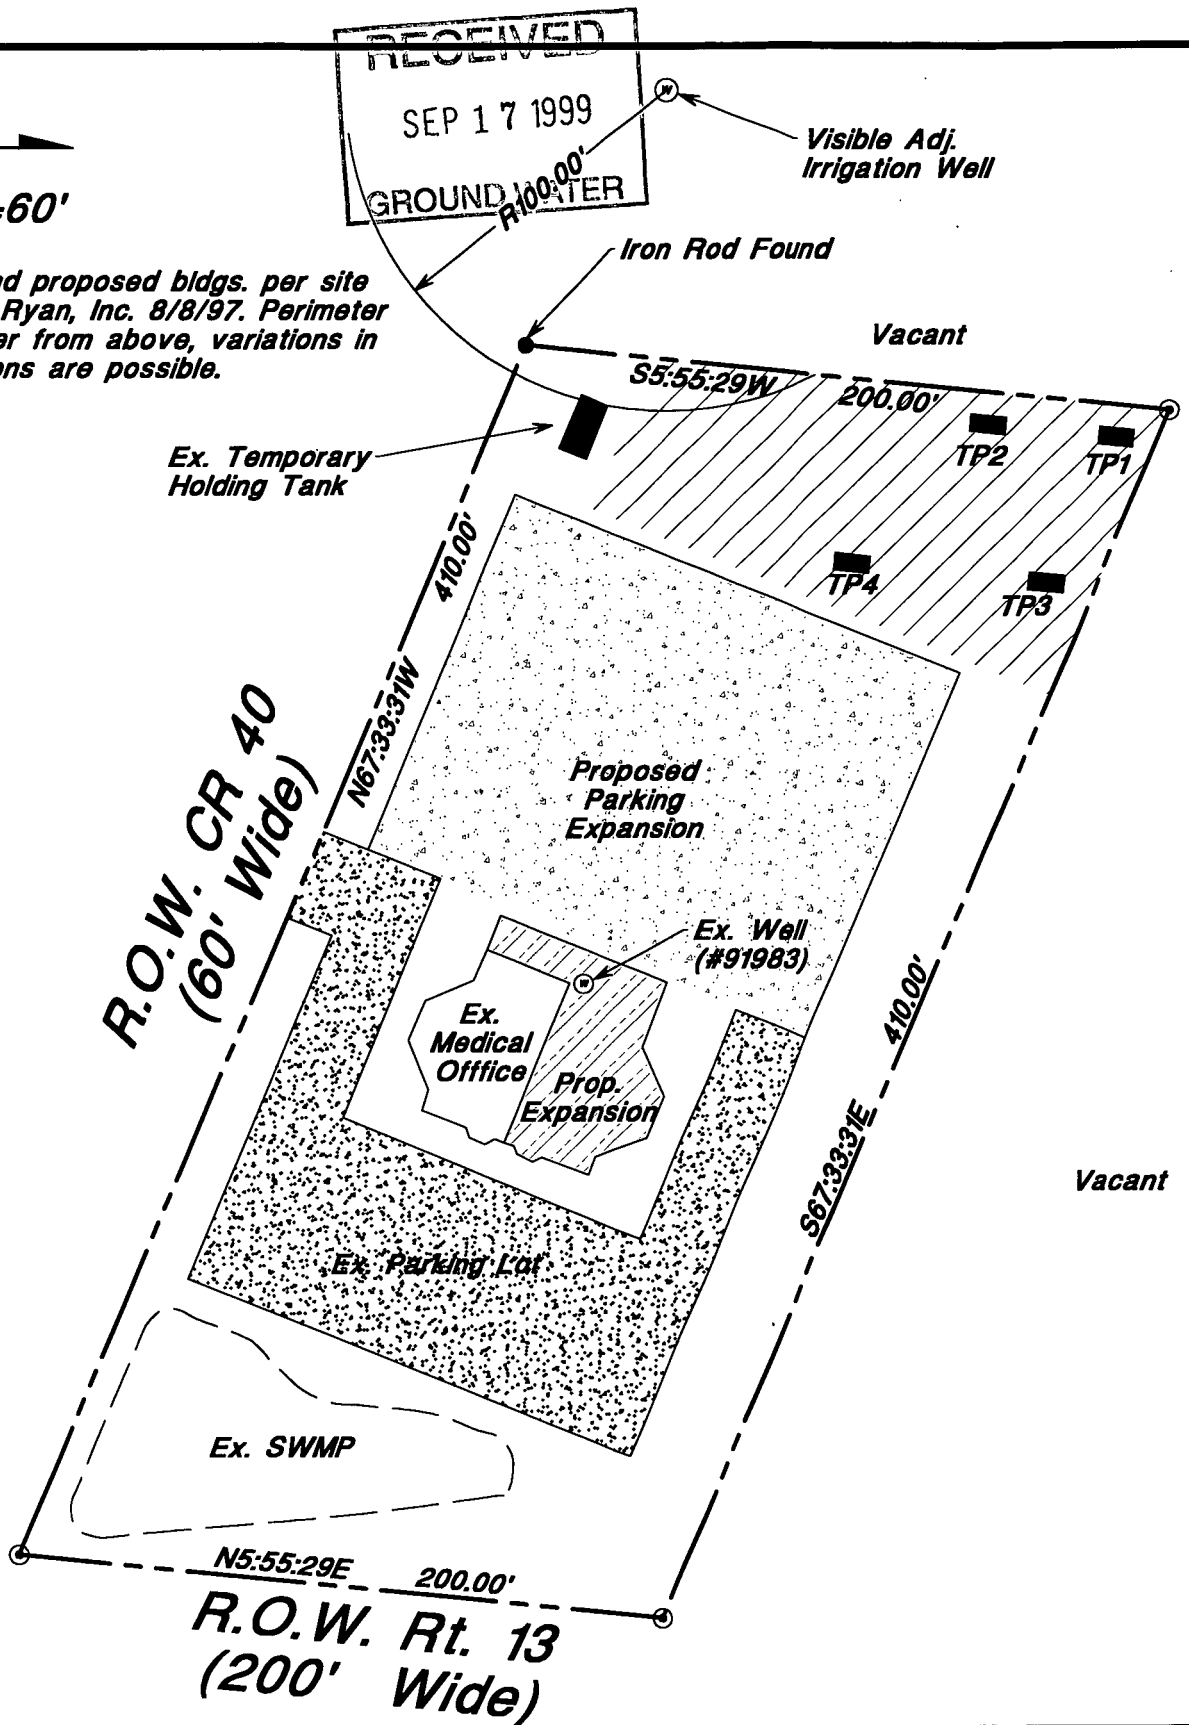 RECEIVED
SEP 17 1999
GROUND WATER
W
R100.00'
Visible Adj.
Irrigation Well
=60'
Iron Rod Found
nd proposed bldgs. per site
Ryan, Inc. 8/8/97. Perimeter
er from above, variations in
ons are possible.
Vacant
S5:55:29W
200.00'
Ex. Temporary
Holding Tank
TP2
TP1
410.00'
TP4
TP3
N67:33:31W
R.O.W. CR 40
(60' Wide)
Proposed
Parking
Expansion
Ex. Well
(#91983)
W
Ex.
Medical
Offfice
Prop.
Expansion
410.00'
S67:33:31E
Vacant
Ex. Parking Lot
Ex. SWMP
N5:55:29E
200.00'
R.O.W. Rt. 13
(200' Wide)